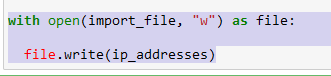 with open(import_file, "w") as file:
  file.write(ip_addresses)